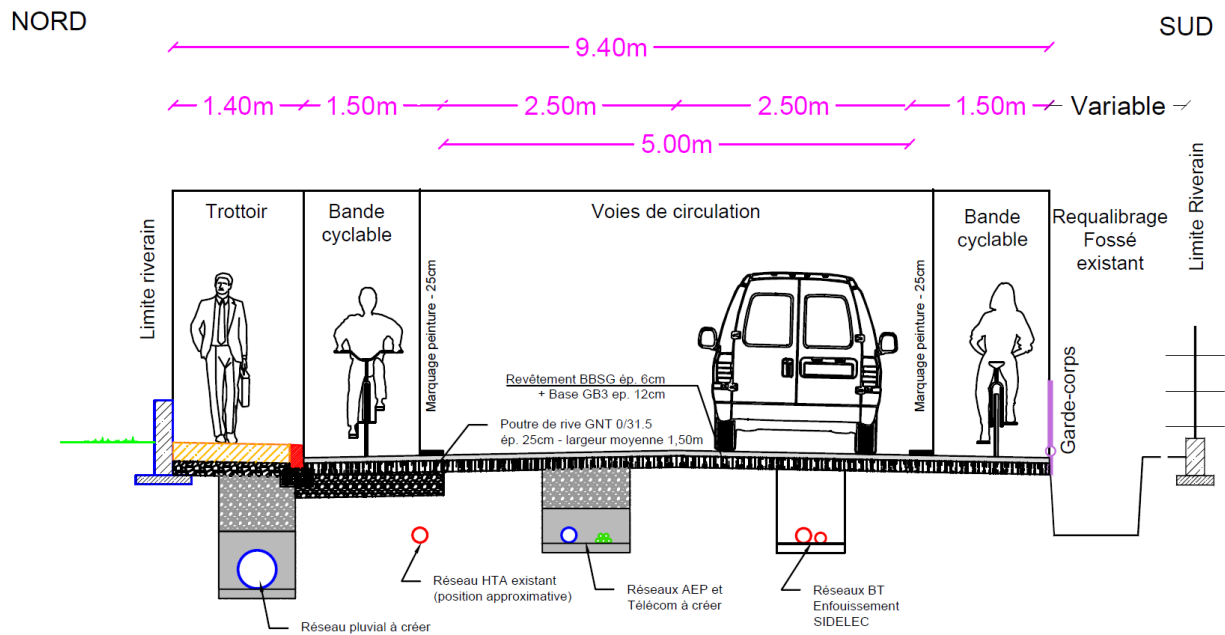 NORD
SUD
9.40m
1.40m
1.50m
2.50m
2.50m
1.50m
Variable
5.00m
Limite riverain
Trottoir
Bande
cyclable
Marquage peinture - 25cm
Voies de circulation
Marquage peinture - 25cm
Bande
cyclable
Requalibrage
Fossé
existant
Limite Riverain
Garde-corps
Revêtement BBSG ép. 6cm
+ Base GB3 ep. 12cm
Poutre de rive GNT 0/31.5
ép. 25cm - largeur moyenne 1,50m
Réseau HTA existant
(position approximative)
Réseaux AEP et
Télécom à créer
Réseaux BT
Enfouissement
SIDELEC
Réseau pluvial à créer